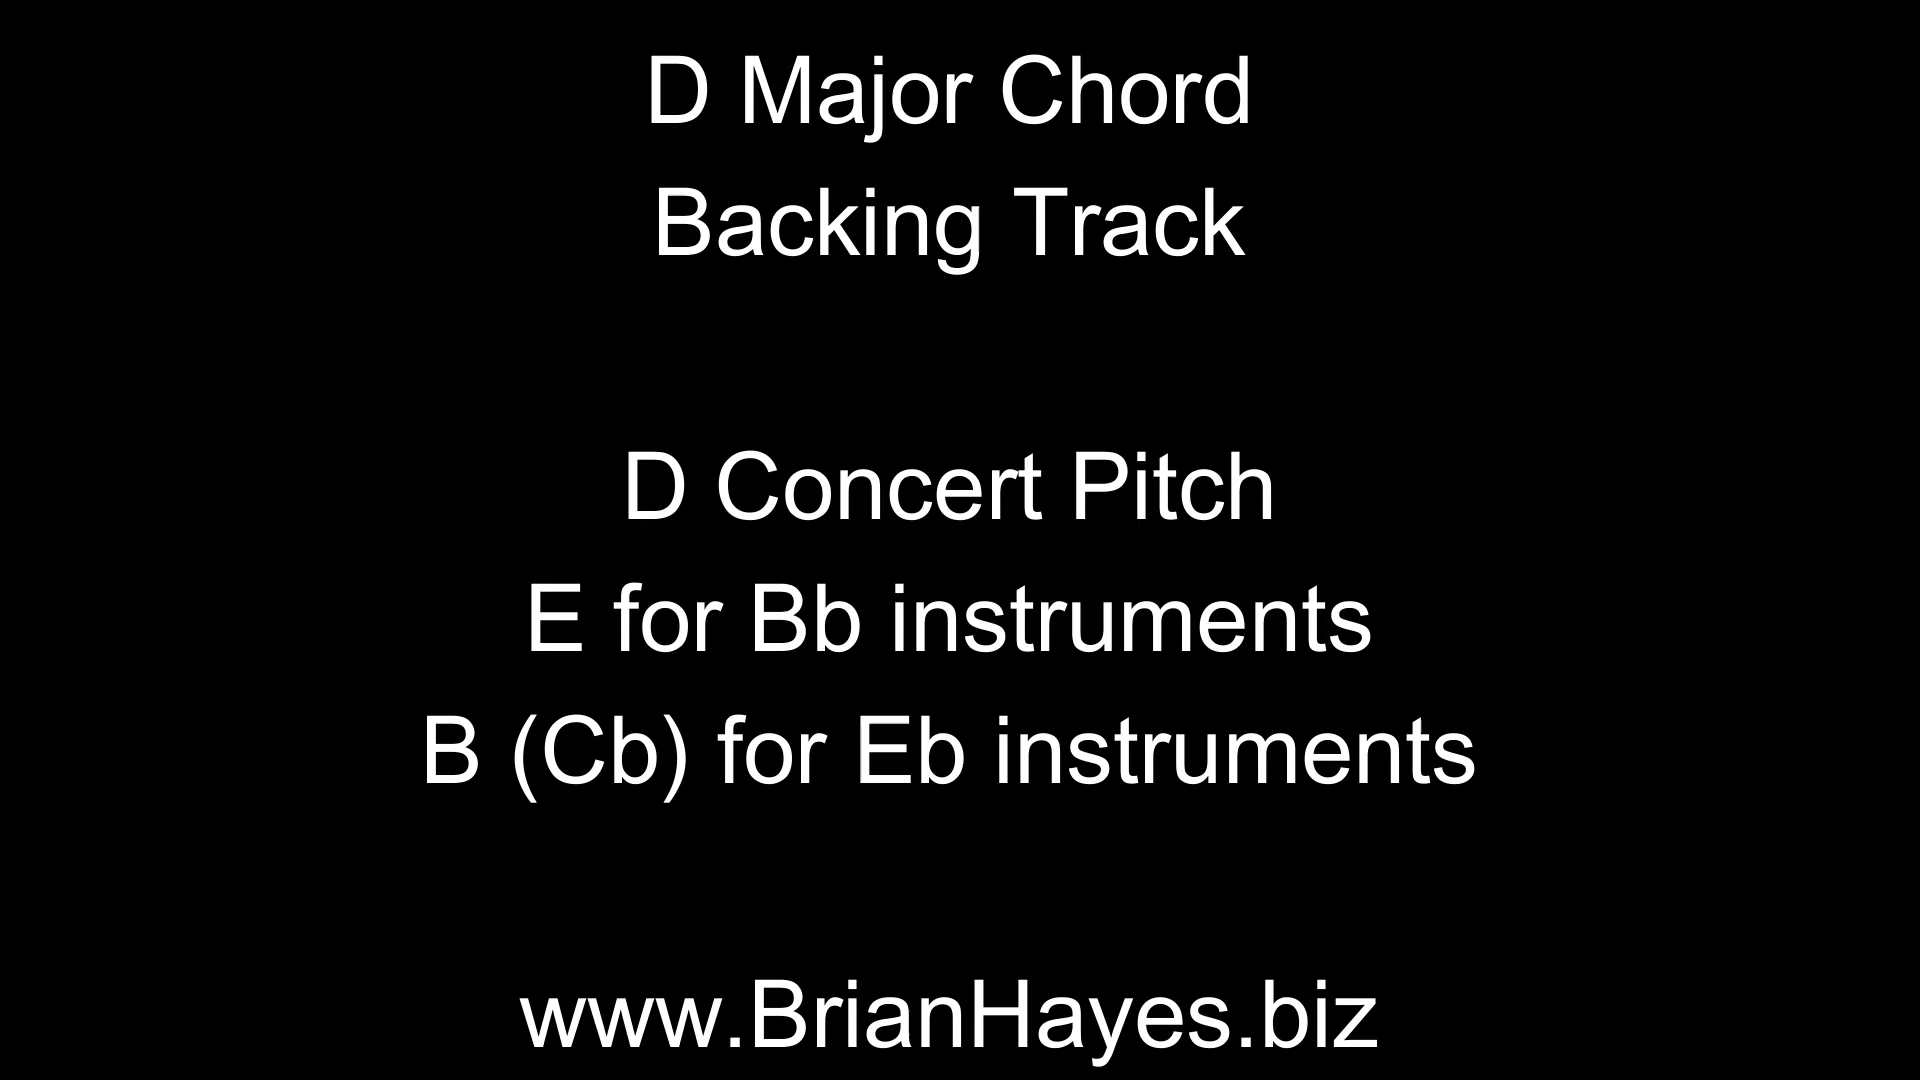 D Major Chord
Backing Track
D Concert Pitch
E for Bb instruments
B (Cb) for Eb instruments
www.BrianHayes.biz